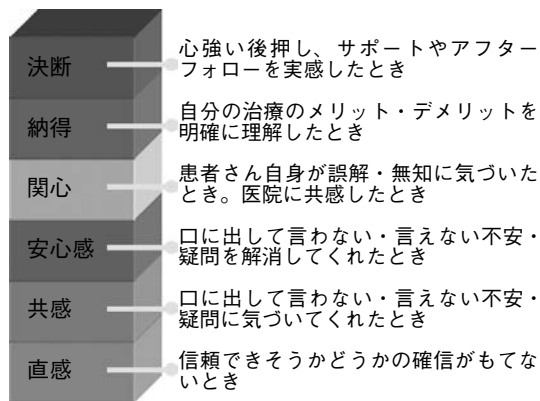 決断
心強い後押し、サポートやアフター
フォローを実感したとき
納得
自分の治療のメリット・デメリットを
明確に理解したとき
関心
患者さん自身が誤解・無知に気づいた
とき。医院に共感したとき
安心感
口に出して言わない・言えない不安・
疑問を解消してくれたとき
共感
口に出して言わない・言えない不安・
疑問に気づいてくれたとき
直感
信頼できそうかどうかの確信がもてな
いとき